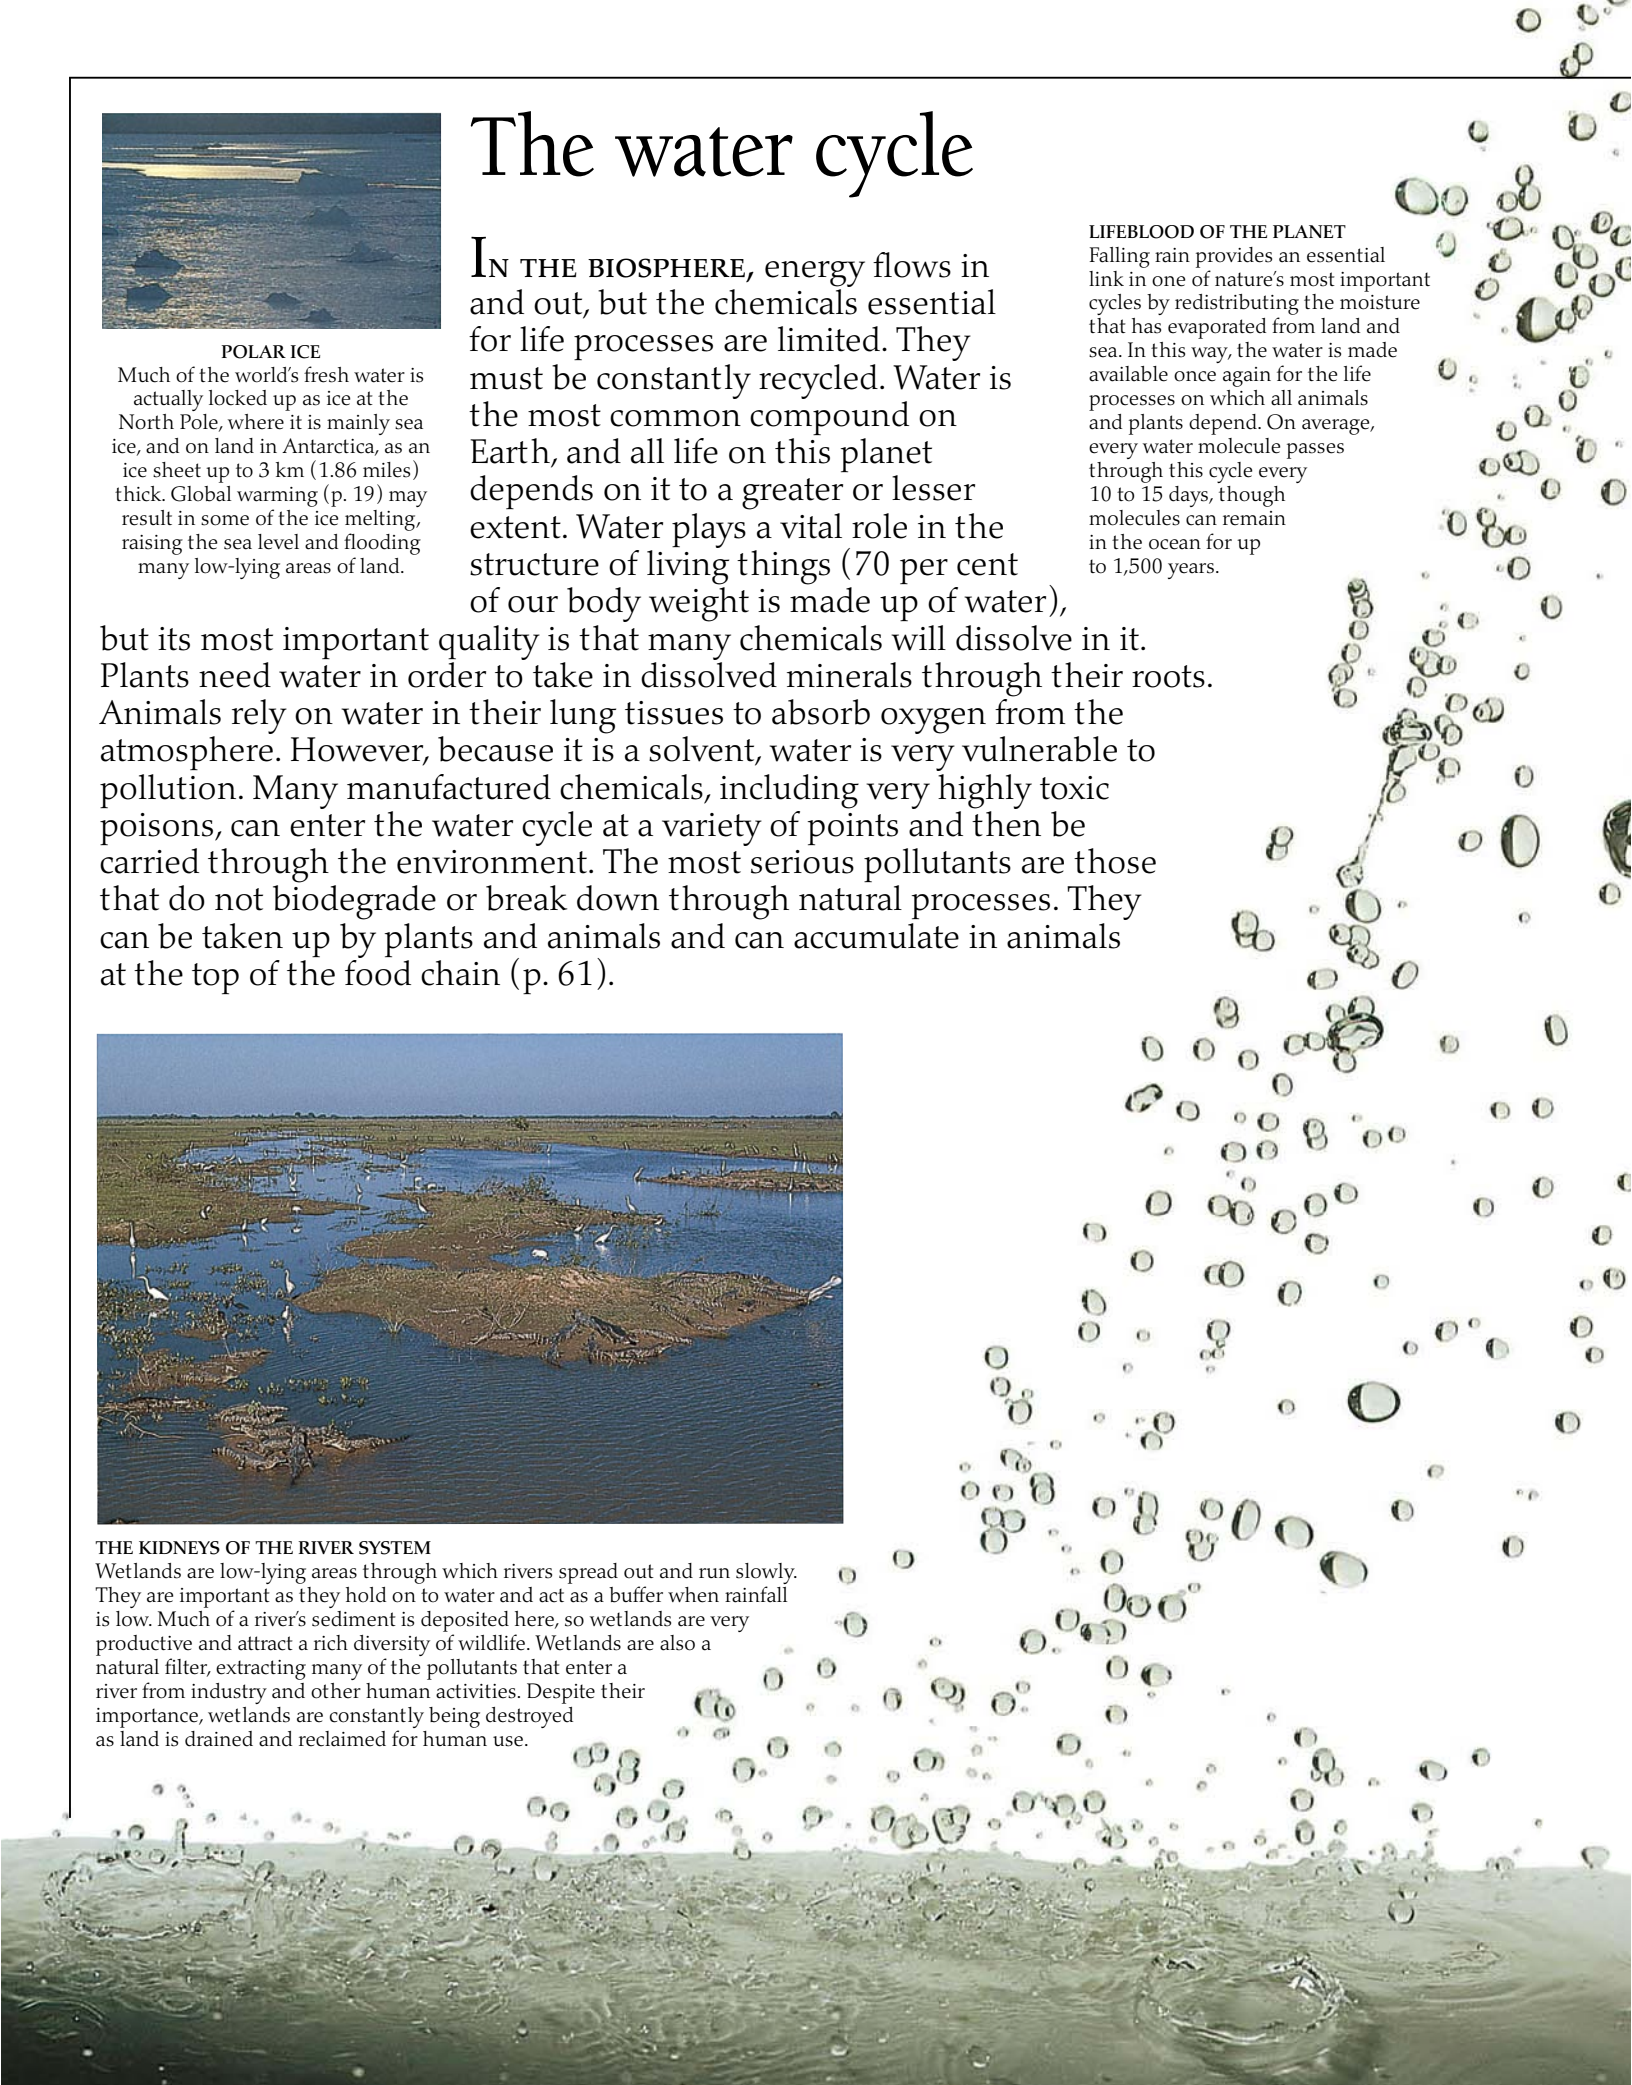 The water cycle
POLAR ICE
Much of the world's fresh water is
actually locked up as ice at the
North Pole, where it is mainly sea
ice, and on land in Antarctica, as an
ice sheet up to 3 km (1.86 miles)
thick. Global warming (p. 19) may
result in some of the ice melting,
raising the sea level and flooding
many low-lying areas of land.
IN THE BIOSPHERE, energy flows in
and out, but the chemicals essential
for life processes are limited. They
must be constantly recycled. Water is
the most common compound on
Earth, and all life on this planet
depends on it to a greater or lesser
extent. Water plays a vital role in the
structure of living things (70 per cent
of our body weight is made up of water),
but its most important quality is that many chemicals will dissolve in it.
Plants need water in order to take in dissolved minerals through their roots.
Animals rely on water in their lung tissues to absorb oxygen from the
atmosphere. However, because it is a solvent, water is very vulnerable to
pollution. Many manufactured chemicals, including very highly toxic
poisons, can enter the water cycle at a variety of points and then be
carried through the environment. The most serious pollutants are those
that do not biodegrade or break down through natural processes. They
can be taken up by plants and animals and can accumulate in animals
at the top of the food chain (p. 61).
LIFEBLOOD OF THE PLANET
Falling rain provides an essential
link in one of nature's most important
cycles by redistributing the moisture
that has evaporated from land and
sea. In this way, the water is made
available once again for the life
processes on which all animals
and plants depend. On average,
every water molecule passes
through this cycle every
10 to 15 days, though
molecules can remain
in the ocean for up
to 1,500 years.
THE KIDNEYS OF THE RIVER SYSTEM
Wetlands are low-lying areas through which rivers spread out and run slowly.
They are important as they hold on to water and act as a buffer when rainfall
is low. Much of a river's sediment is deposited here, so wetlands are very
productive and attract a rich diversity of wildlife. Wetlands are also a
natural filter, extracting many of the pollutants that enter a
river from industry and other human activities. Despite their
importance, wetlands are constantly being destroyed
as land is drained and reclaimed for human use.